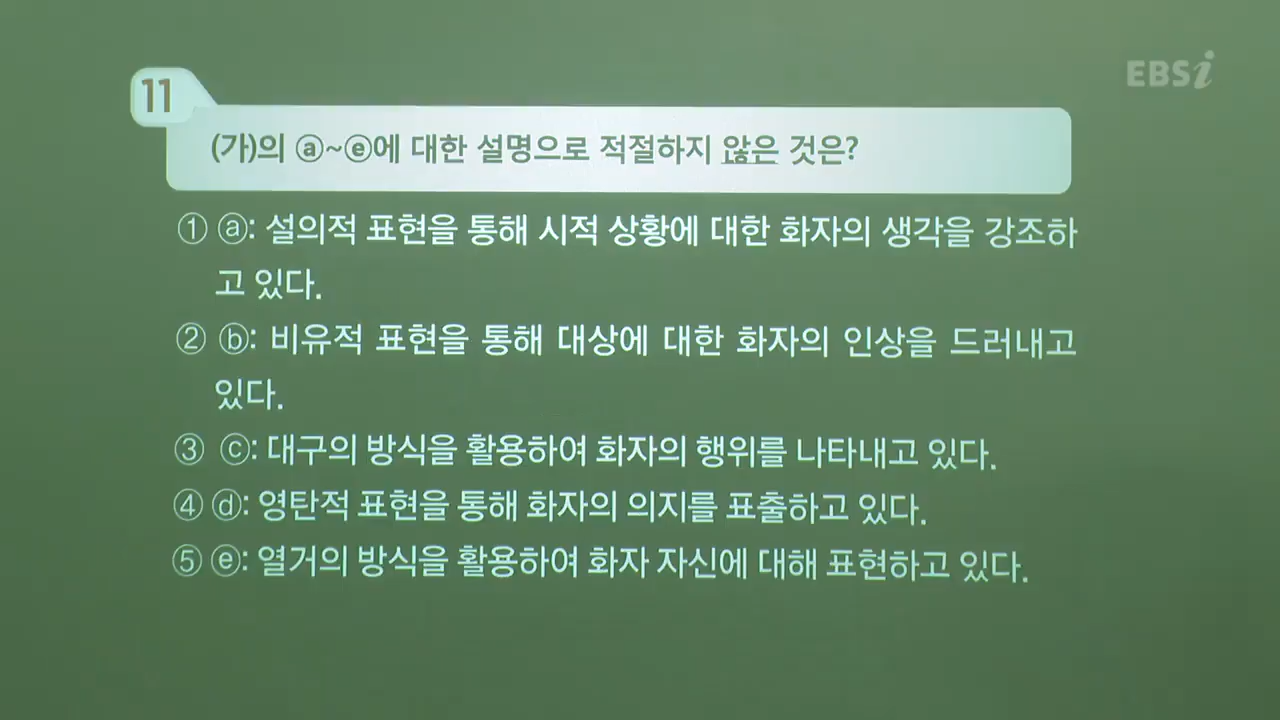 11
EBSi
(가)의 ⓐ~ⓔ에 대한 설명으로 적절하지 않은 것은?
① ⓐ: 설의적 표현을 통해 시적 상황에 대한 화자의 생각을 강조하
고 있다.
② ⓑ: 비유적 표현을 통해 대상에 대한 화자의 인상을 드러내고
있다.
③ ⓒ: 대구의 방식을 활용하여 화자의 행위를 나타내고 있다.
④ ⓓ: 영탄적 표현을 통해 화자의 의지를 표출하고 있다.
⑤ ⓔ: 열거의 방식을 활용하여 화자 자신에 대해 표현하고 있다.